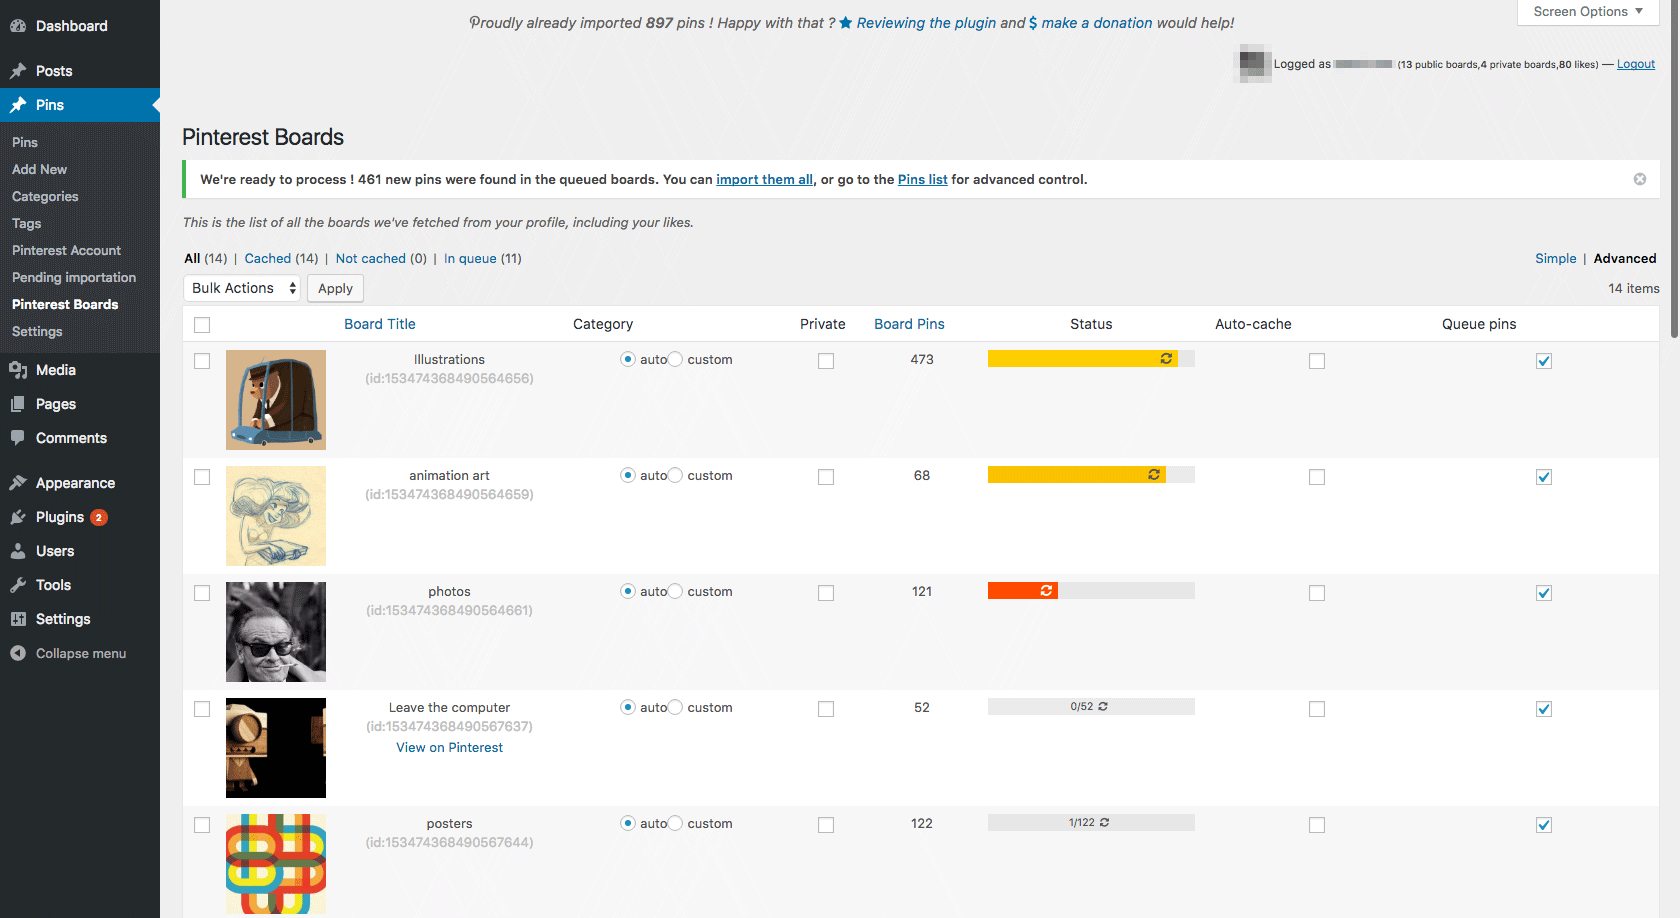 Proudly already imported 897 pins ! Happy with that ? Reviewing the plugin and $ make a donation would help!
Screen Options
Logged as (13 public boards,4 private boards,80 likes) — Logout
Dashboard
Posts
Pins
Pins
Add New
Categories
Tags
Pinterest Account
Pending importation
Pinterest Boards
Settings
Media
Pages
Comments
Appearance
Plugins 2
Users
Tools
Settings
Collapse menu
Pinterest Boards
We're ready to process ! 461 new pins were found in the queued boards. You can import them all, or go to the Pins list for advanced control.
This is the list of all the boards we've fetched from your profile, including your likes.
All (14) | Cached (14) | Not cached (0) | In queue (11)
Simple | Advanced
Bulk Actions Apply
14 items
Board Title Category Private Board Pins Status Auto-cache Queue pins
Illustrations auto custom 473
(id:153474368490564656)
animation art auto custom 68
(id:153474368490564659)
photos auto custom 121
(id:153474368490564661)
Leave the computer auto custom 52 0/52
(id:153474368490567637)
View on Pinterest
posters auto custom 122 1/122
(id:153474368490567644)